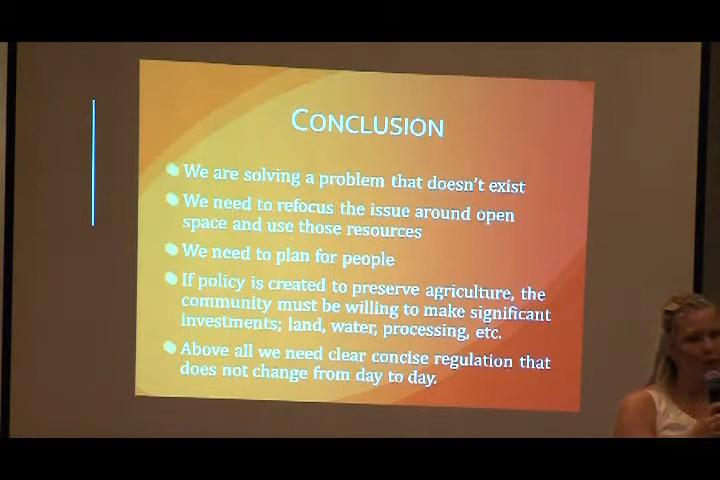 CONCLUSION
We are solving a problem that doesn't exist
We need to refocus the issue around open
space and use those resources
We need to plan for people
If policy is created to preserve agriculture, the
community must be willing to make significant
investments; land, water, processing, etc.
Above all we need clear concise regulation that
does not change from day to day.